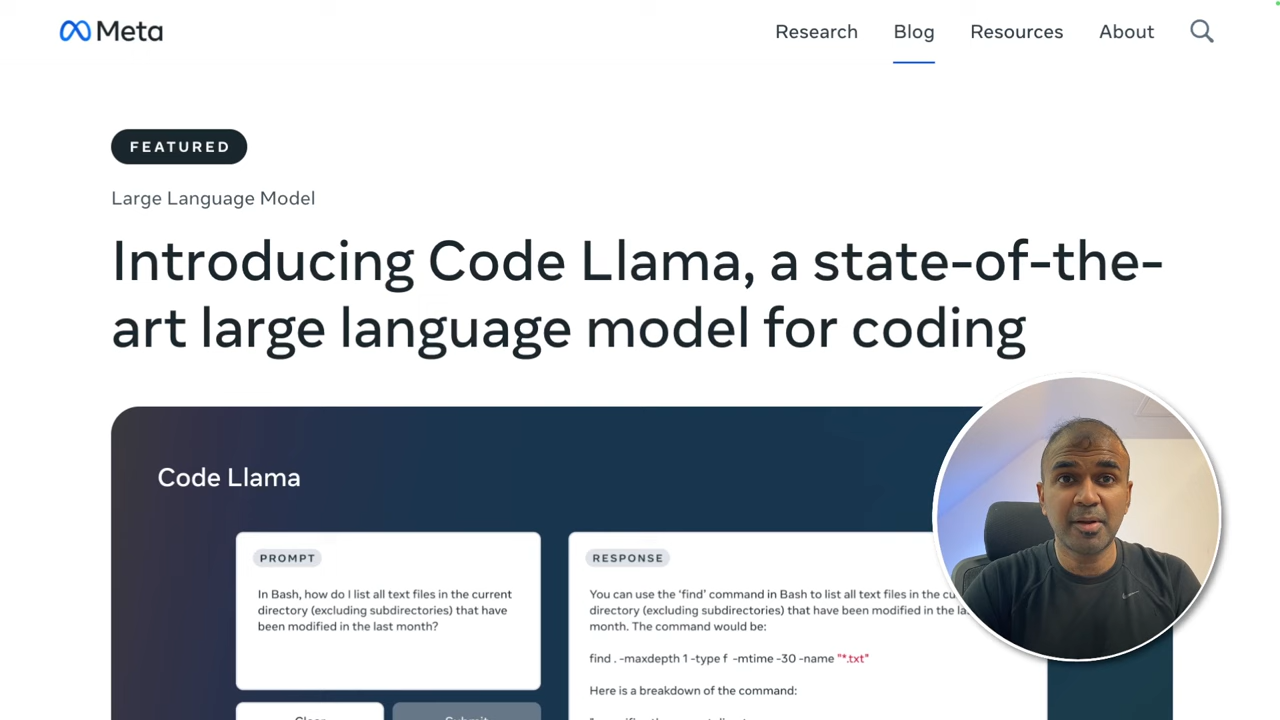 Meta
Research Blog Resources About
FEATURED
Large Language Model
Introducing Code Llama, a state-of-the-
art large language model for coding
Code Llama
PROMPT
In Bash, how do I list all text files in the current
directory (excluding subdirectories) that have
been modified in the last month?
RESPONSE
You can use the ‘find’ command in Bash to list all text files in the
directory (excluding subdirectories) that have been modified in the
month. The command would be:
find . -maxdepth 1 -type f -mtime -30 -name "*.txt"
Here is a breakdown of the command: